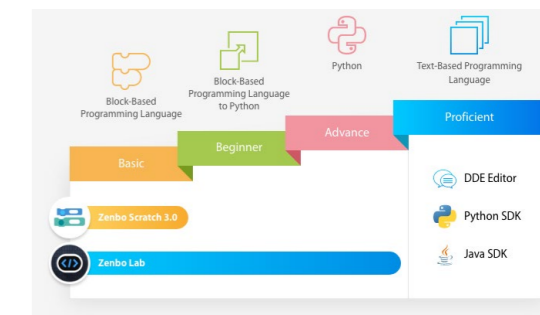 Block-Based
Programming Language
Block-Based
Programming Language
to Python
Python
Text-Based Programming
Language
Basic
Beginner
Advance
Proficient
Zenbo Scratch 3.0
Zenbo Lab
DDE Editor
Python SDK
Java SDK